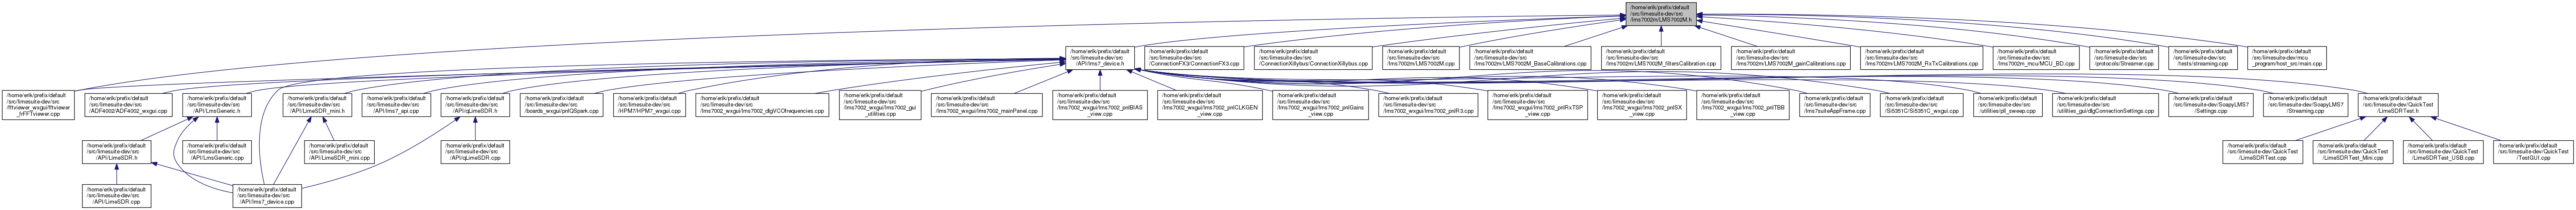 /home/erik/prefix/default
/src/limesuite-dev/src
/lms7002m/LMS7002M.h
/home/erik/prefix/default
/src/limesuite-dev/src
/API/lms7_device.h
/home/erik/prefix/default
/src/limesuite-dev/src
/ConnectionFX3/ConnectionFX3.cpp
/home/erik/prefix/default
/src/limesuite-dev/src
/ConnectionXillybus/ConnectionXillybus.cpp
/home/erik/prefix/default
/src/limesuite-dev/src
/lms7002m/LMS7002M.cpp
/home/erik/prefix/default
/src/limesuite-dev/src
/lms7002m/LMS7002M_BaseCalibrations.cpp
/home/erik/prefix/default
/src/limesuite-dev/src
/lms7002m/LMS7002M_filtersCalibration.cpp
/home/erik/prefix/default
/src/limesuite-dev/src
/lms7002m/LMS7002M_gainCalibrations.cpp
/home/erik/prefix/default
/src/limesuite-dev/src
/lms7002m/LMS7002M_RxTxCalibrations.cpp
/home/erik/prefix/default
/src/limesuite-dev/src
/lms7002m_mcu/MCU_BD.cpp
/home/erik/prefix/default
/src/limesuite-dev/src
/protocols/Streamer.cpp
/home/erik/prefix/default
/src/limesuite-dev/src
/tests/streaming.cpp
/home/erik/prefix/default
/src/limesuite-dev/mcu
_program/host_src/main.cpp
/home/erik/prefix/default
/src/limesuite-dev/src
/fftviewer_wxgui/fftviewer
_frFFTviewer.cpp
/home/erik/prefix/default
/src/limesuite-dev/src
/ADF4002/ADF4002_wxgui.cpp
/home/erik/prefix/default
/src/limesuite-dev/src
/API/LmsGeneric.h
/home/erik/prefix/default
/src/limesuite-dev/src
/API/LimeSDR_mini.h
/home/erik/prefix/default
/src/limesuite-dev/src
/API/lms7_api.cpp
/home/erik/prefix/default
/src/limesuite-dev/src
/API/qLimeSDR.h
/home/erik/prefix/default
/src/limesuite-dev/src
/boards_wxgui/pnlQSpark.cpp
/home/erik/prefix/default
/src/limesuite-dev/src
/HPM7/HPM7_wxgui.cpp
/home/erik/prefix/default
/src/limesuite-dev/src
/lms7002_wxgui/lms7002_dlgVCOfrequencies.cpp
/home/erik/prefix/default
/src/limesuite-dev/src
/lms7002_wxgui/lms7002_gui
_utilities.cpp
/home/erik/prefix/default
/src/limesuite-dev/src
/lms7002_wxgui/lms7002_mainPanel.cpp
/home/erik/prefix/default
/src/limesuite-dev/src
/lms7002_wxgui/lms7002_pnlBIAS
_view.cpp
/home/erik/prefix/default
/src/limesuite-dev/src
/lms7002_wxgui/lms7002_pnlCLKGEN
_view.cpp
/home/erik/prefix/default
/src/limesuite-dev/src
/lms7002_wxgui/lms7002_pnlGains
_view.cpp
/home/erik/prefix/default
/src/limesuite-dev/src
/lms7002_wxgui/lms7002_pnlR3.cpp
/home/erik/prefix/default
/src/limesuite-dev/src
/lms7002_wxgui/lms7002_pnlRxTSP
_view.cpp
/home/erik/prefix/default
/src/limesuite-dev/src
/lms7002_wxgui/lms7002_pnlSX
_view.cpp
/home/erik/prefix/default
/src/limesuite-dev/src
/lms7002_wxgui/lms7002_pnlTBB
_view.cpp
/home/erik/prefix/default
/src/limesuite-dev/src
/lms7suiteAppFrame.cpp
/home/erik/prefix/default
/src/limesuite-dev/src
/Si5351C/Si5351C_wxgui.cpp
/home/erik/prefix/default
/src/limesuite-dev/src
/utilities/pll_sweep.cpp
/home/erik/prefix/default
/src/limesuite-dev/src
/utilities_gui/dlgConnectionSettings.cpp
/home/erik/prefix/default
/src/limesuite-dev/SoapyLMS7
/Settings.cpp
/home/erik/prefix/default
/src/limesuite-dev/SoapyLMS7
/Streaming.cpp
/home/erik/prefix/default
/src/limesuite-dev/QuickTest
/LimeSDRTest.h
/home/erik/prefix/default
/src/limesuite-dev/src
/API/LimeSDR.h
/home/erik/prefix/default
/src/limesuite-dev/src
/API/LmsGeneric.cpp
/home/erik/prefix/default
/src/limesuite-dev/src
/API/LimeSDR_mini.cpp
/home/erik/prefix/default
/src/limesuite-dev/src
/API/qLimeSDR.cpp
/home/erik/prefix/default
/src/limesuite-dev/QuickTest
/LimeSDRTest.cpp
/home/erik/prefix/default
/src/limesuite-dev/QuickTest
/LimeSDRTest_Mini.cpp
/home/erik/prefix/default
/src/limesuite-dev/QuickTest
/LimeSDRTest_USB.cpp
/home/erik/prefix/default
/src/limesuite-dev/QuickTest
/TestGUI.cpp
/home/erik/prefix/default
/src/limesuite-dev/src
/API/LimeSDR.cpp
/home/erik/prefix/default
/src/limesuite-dev/src
/API/lms7_device.cpp